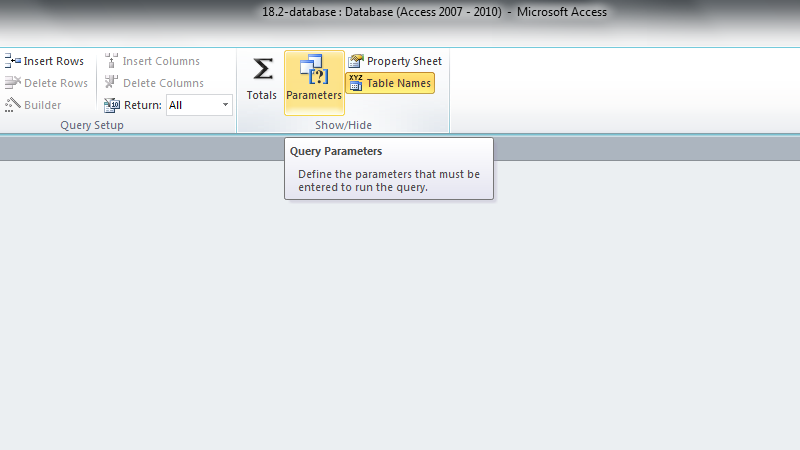 18.2-database : Database (Access 2007 - 2010) - Microsoft Access
Insert Rows
Delete Rows
Builder
Insert Columns
Delete Columns
Return: All
Query Setup
Totals
Parameters
Property Sheet
XYZ
Table Names
Show/Hide
Query Parameters
Define the parameters that must be
entered to run the query.